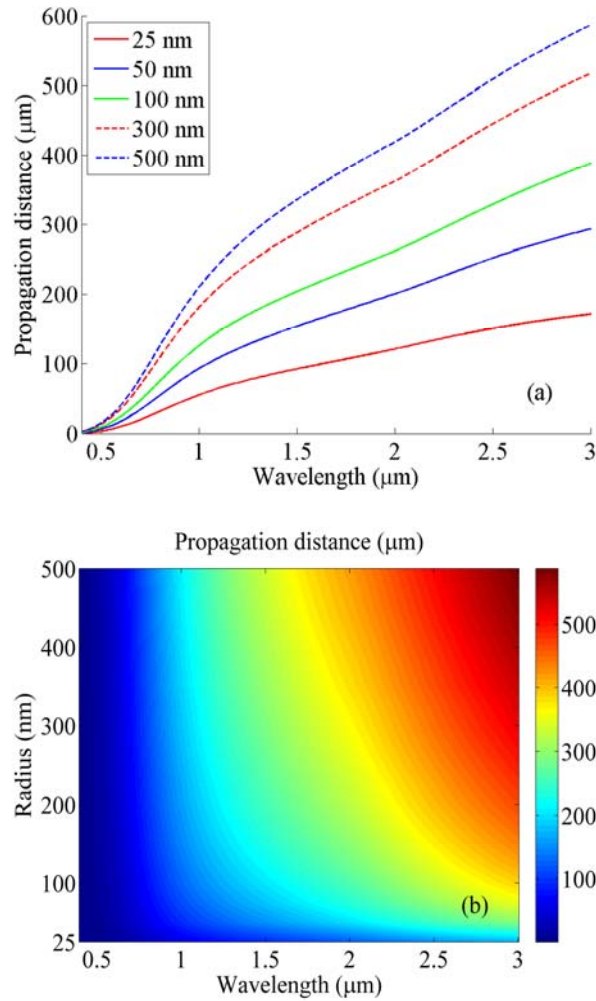 600
500
400
300
200
100
0
Propagation distance (μm)
25 nm
50 nm
100 nm
300 nm
500 nm
(a)
0.5 1 1.5 2 2.5 3
Wavelength (μm)
Propagation distance (μm)
500
400
300
200
100
25
Radius (nm)
(b)
0.5 1 1.5 2 2.5 3
Wavelength (μm)
500
400
300
200
100